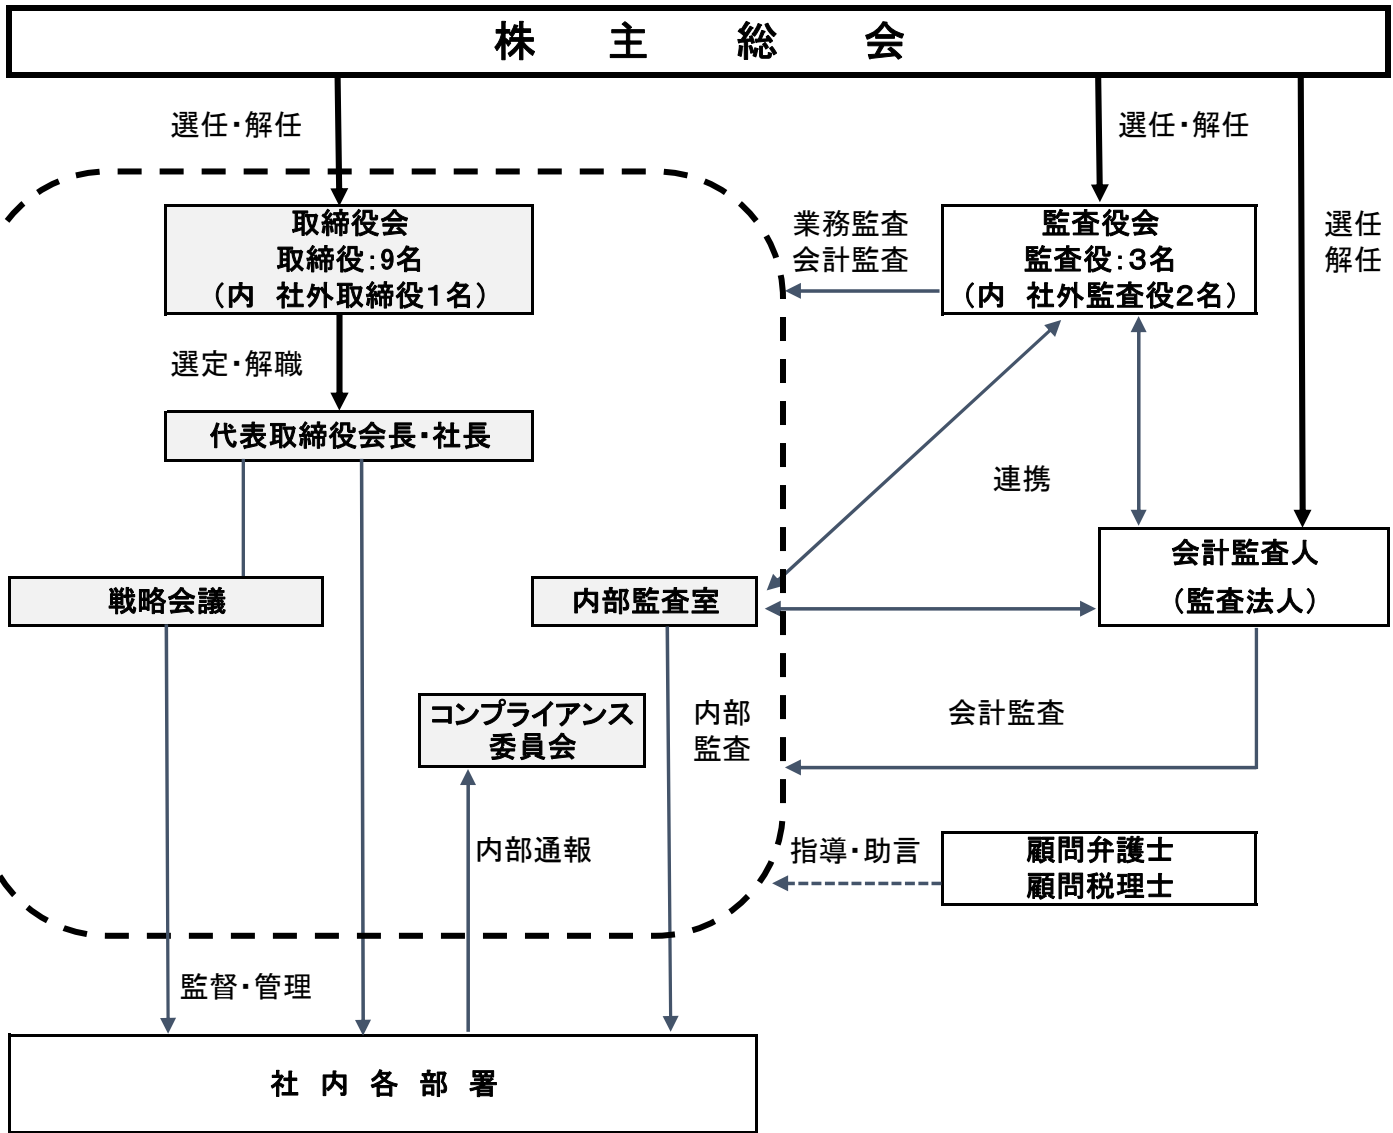 株 主 総 会
選任・解任
選任・解任
取締役会
取締役：9名
（内 社外取締役１名）
業務監査
会計監査
監査役会
監査役：３名
（内 社外監査役２名）
選任
解任
選定・解職
代表取締役会長・社長
連携
戦略会議
内部監査室
会計監査人
（監査法人）
コンプライアンス
委員会
内部
監査
会計監査
内部通報
指導・助言
顧問弁護士
顧問税理士
監督・管理
社 内 各 部 署